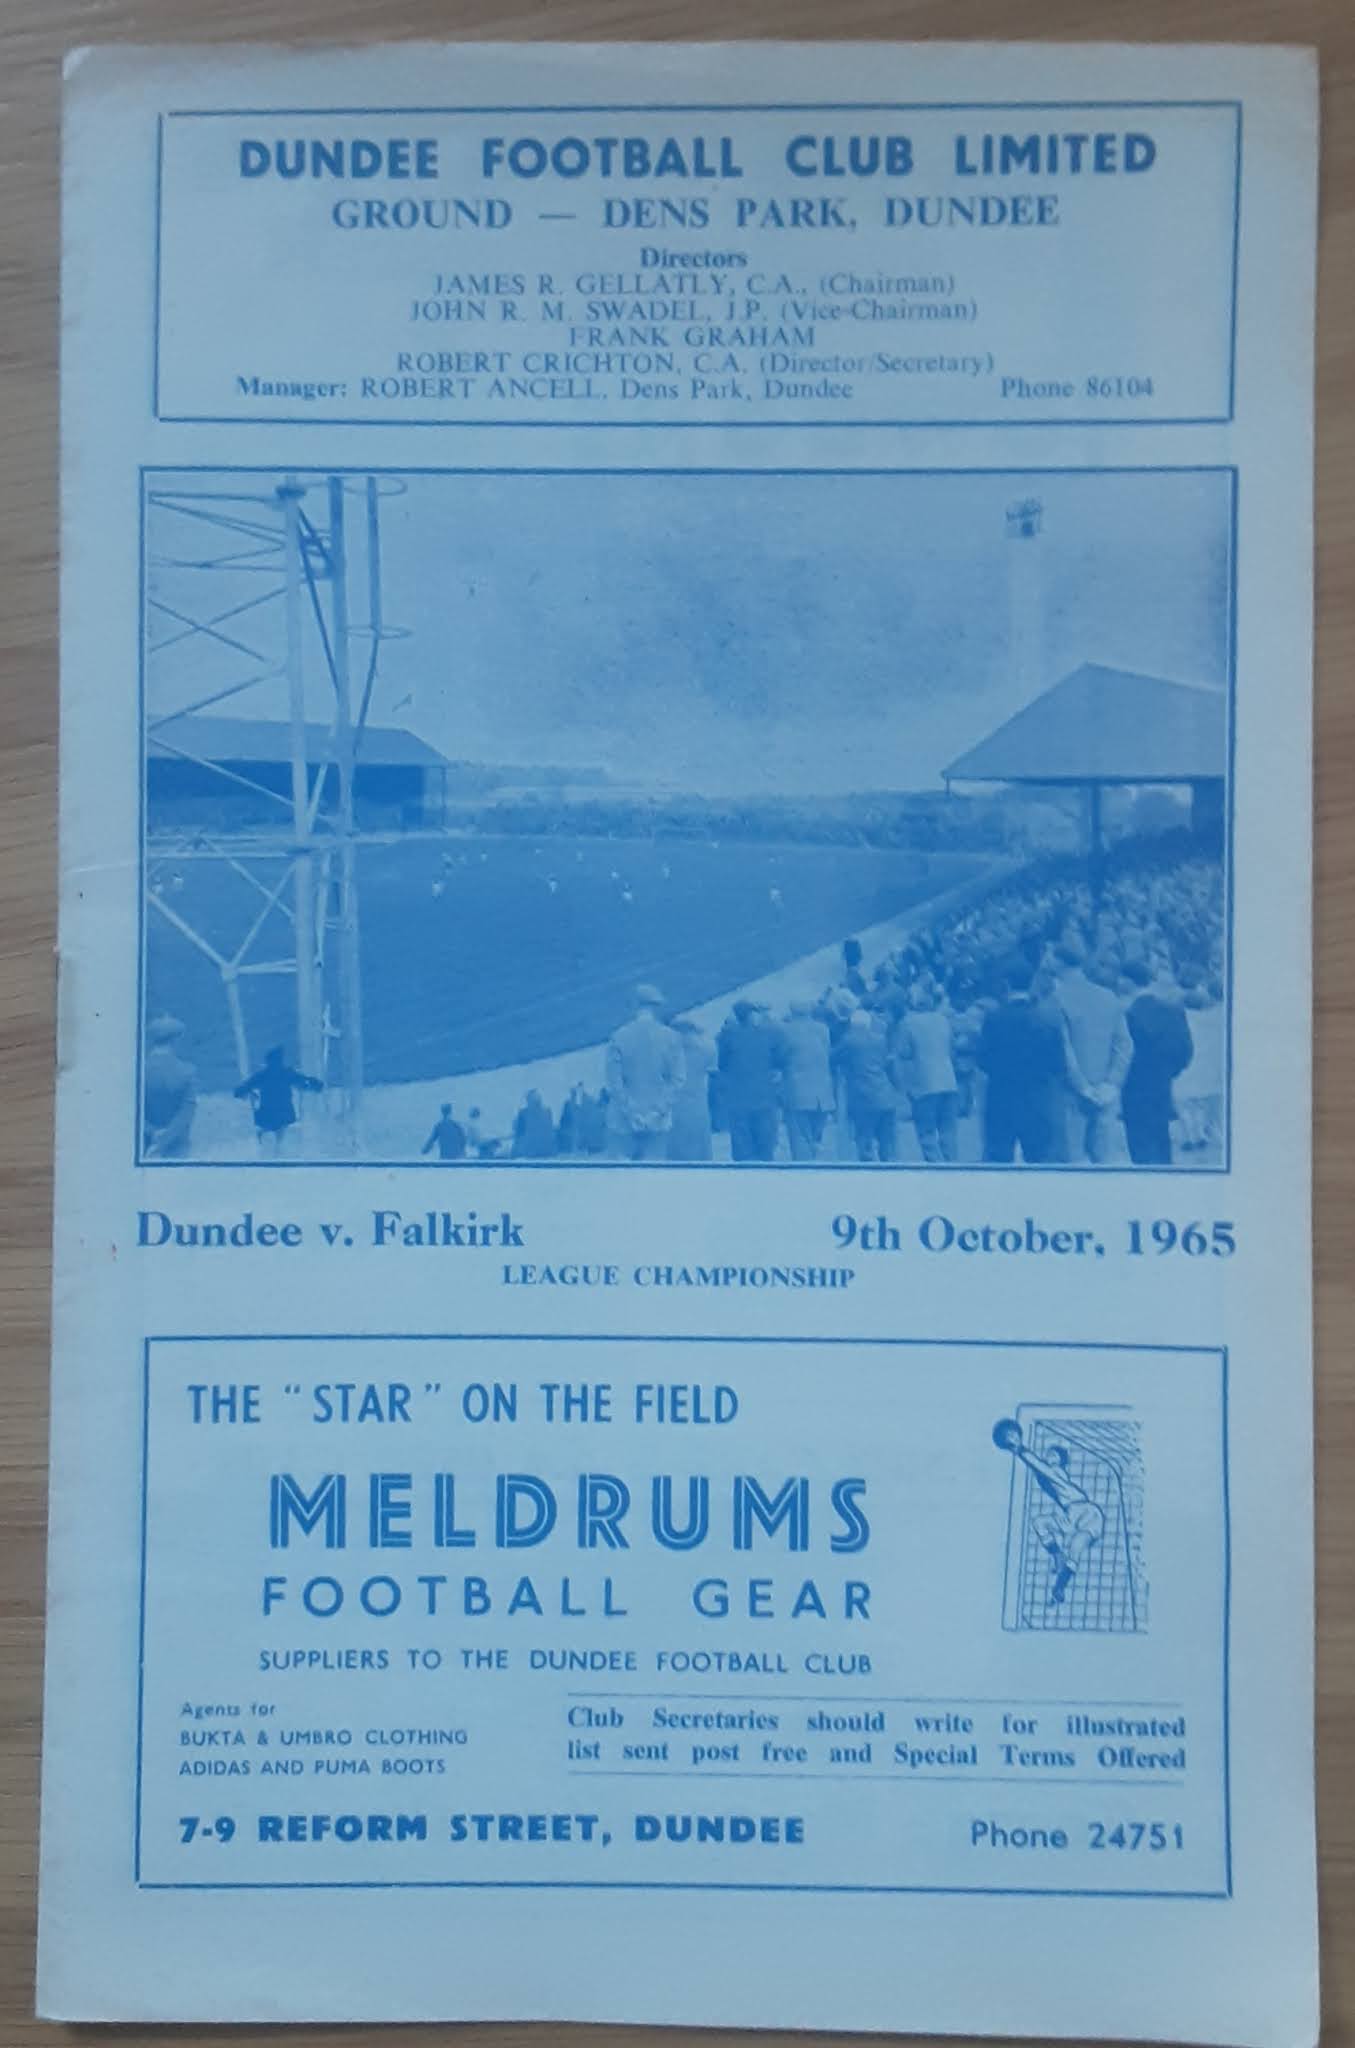 DUNDEE FOOTBALL CLUB LIMITED
GROUND — DENS PARK, DUNDEE
Directors
JAMES R. GELLATLY, C.A., (Chairman)
JOHN R. M. SWADEL, J.P. (Vice-Chairman)
FRANK GRAHAM
ROBERT CRICHTON, C.A. (Director/Secretary)
Manager: ROBERT ANCELL, Dens Park, Dundee Phone 86104
Dundee v. Falkirk 9th October, 1965
LEAGUE CHAMPIONSHIP
THE "STAR" ON THE FIELD
MELDRUMS
FOOTBALL GEAR
SUPPLIERS TO THE DUNDEE FOOTBALL CLUB
Agents for
BUKTA & UMBRO CLOTHING
ADIDAS AND PUMA BOOTS
Club Secretaries should write for illustrated
list sent post free and Special Terms Offered
7-9 REFORM STREET, DUNDEE Phone 24751